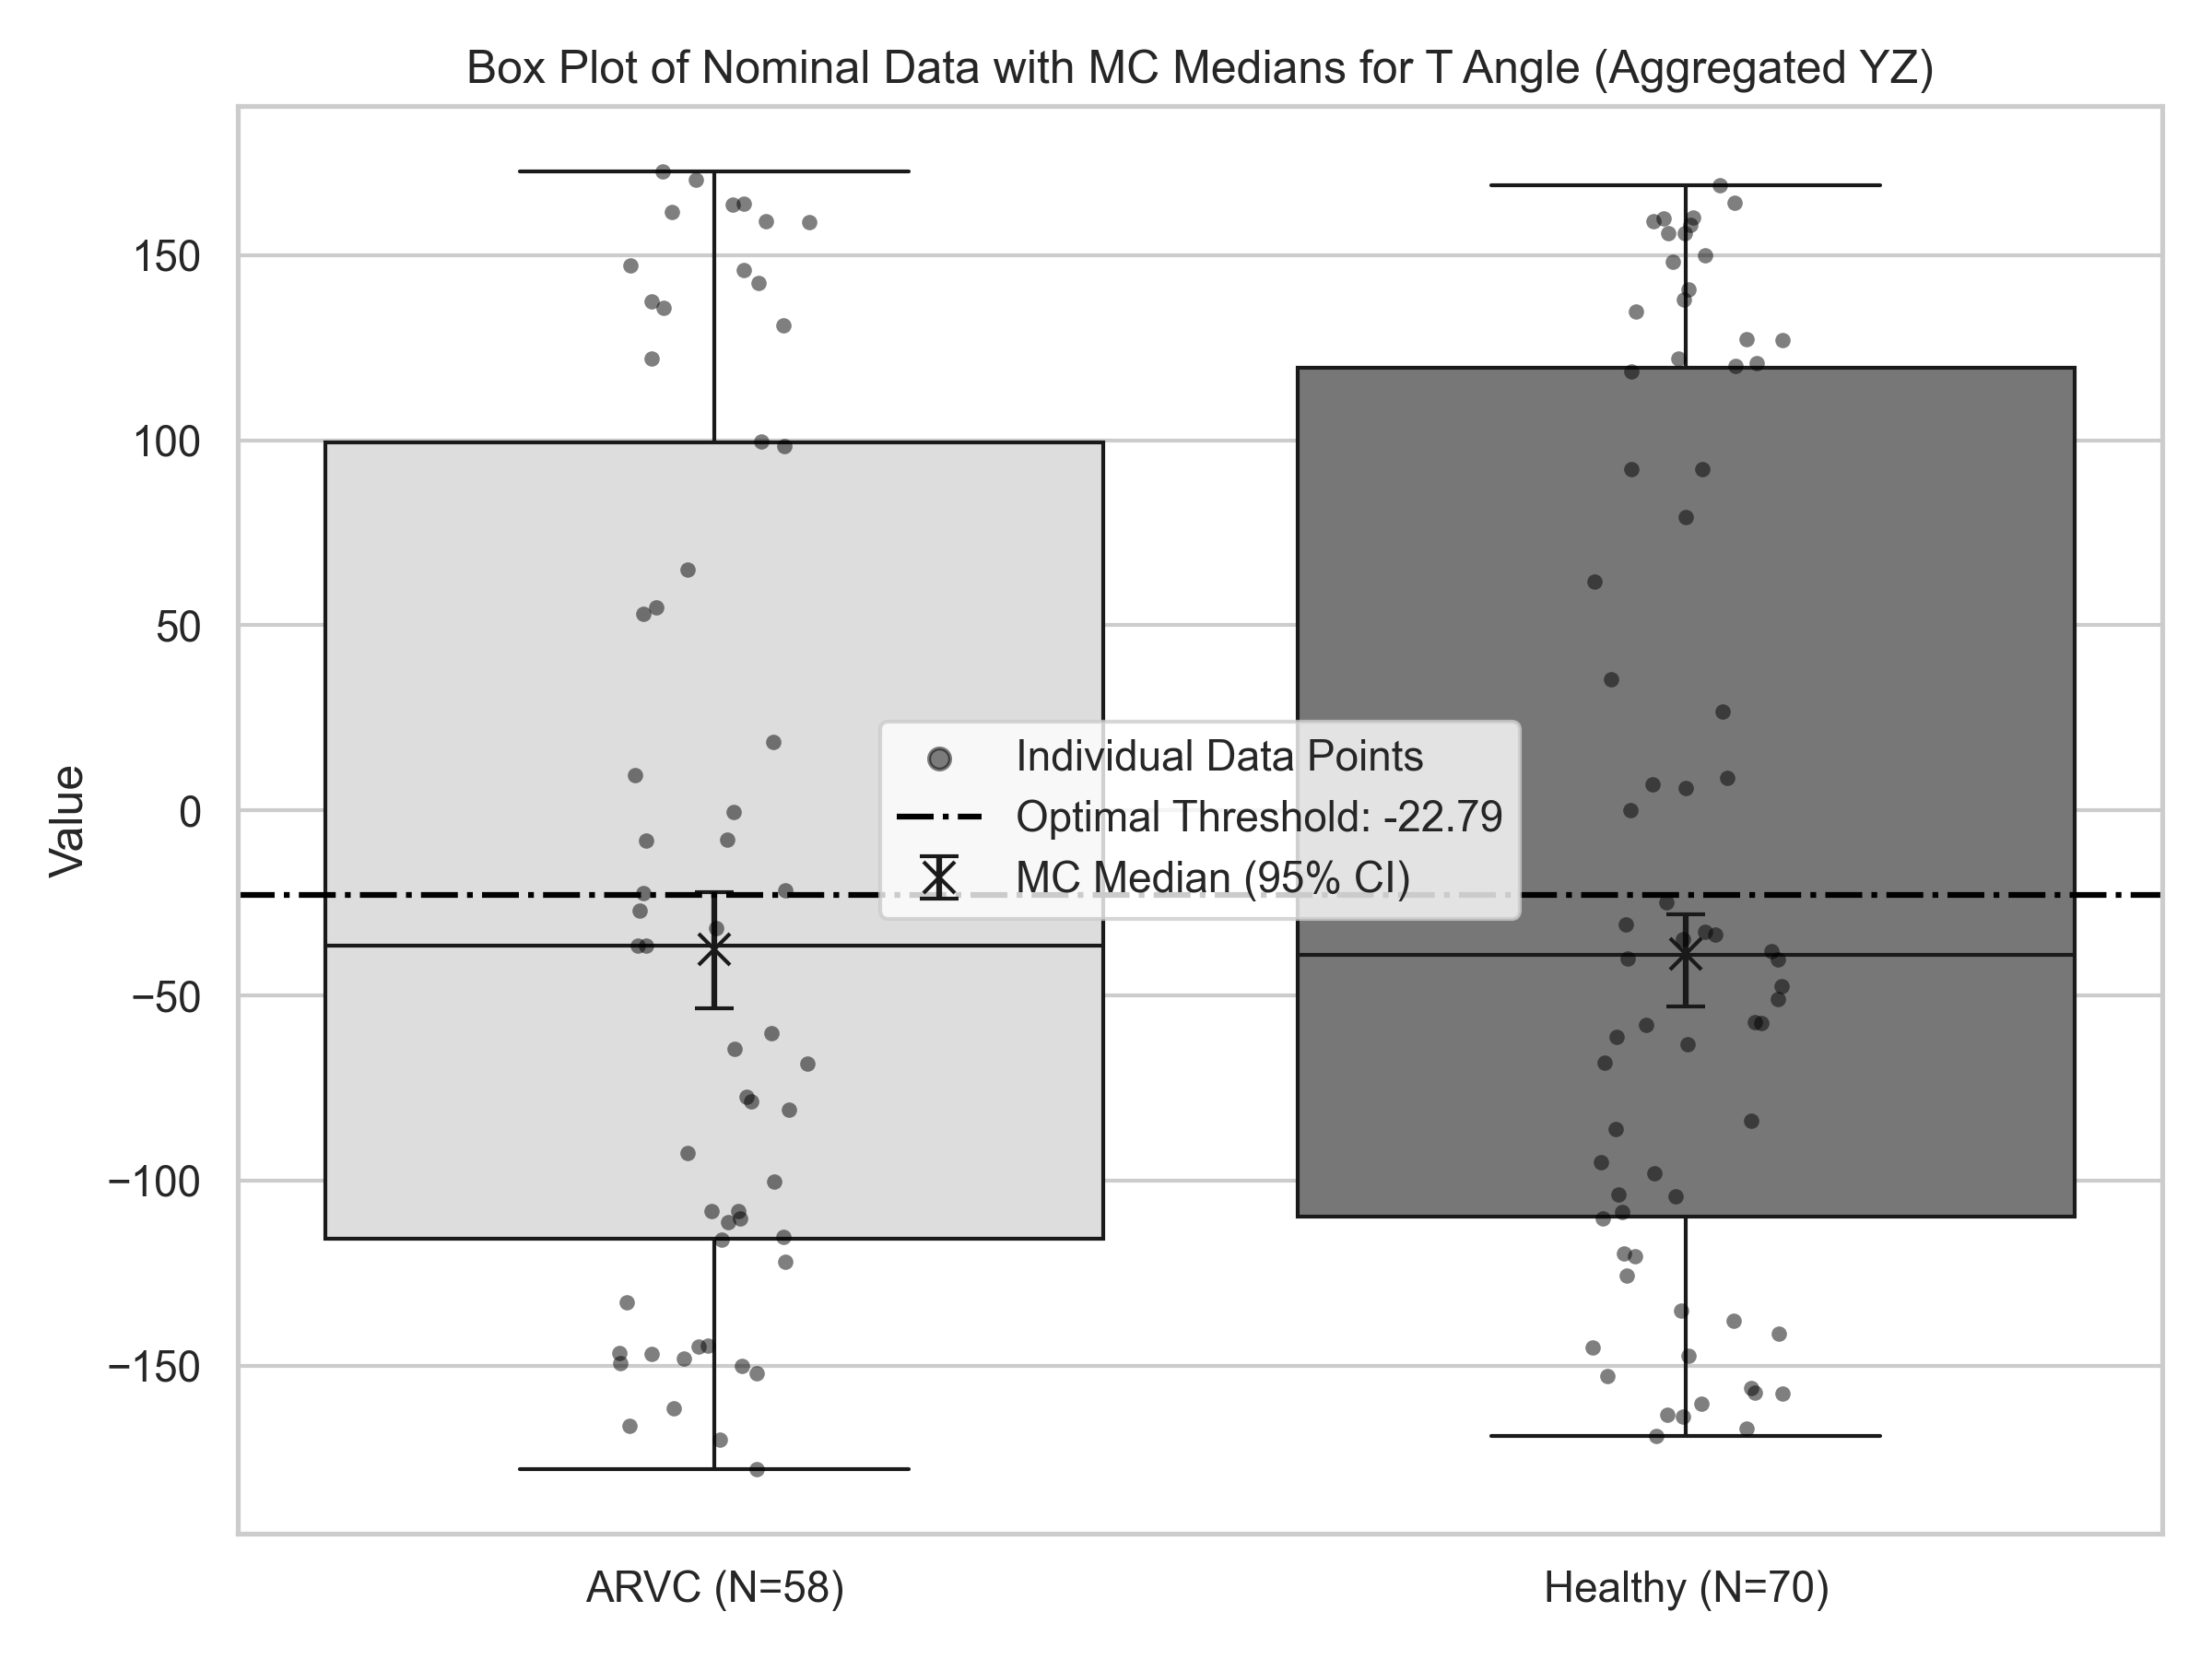 Box Plot of Nominal Data with MC Medians for T Angle (Aggregated YZ)
Value
150
100
50
0
−50
−100
−150
Individual Data Points
Optimal Threshold: -22.79
MC Median (95% CI)
ARVC (N=58)
Healthy (N=70)